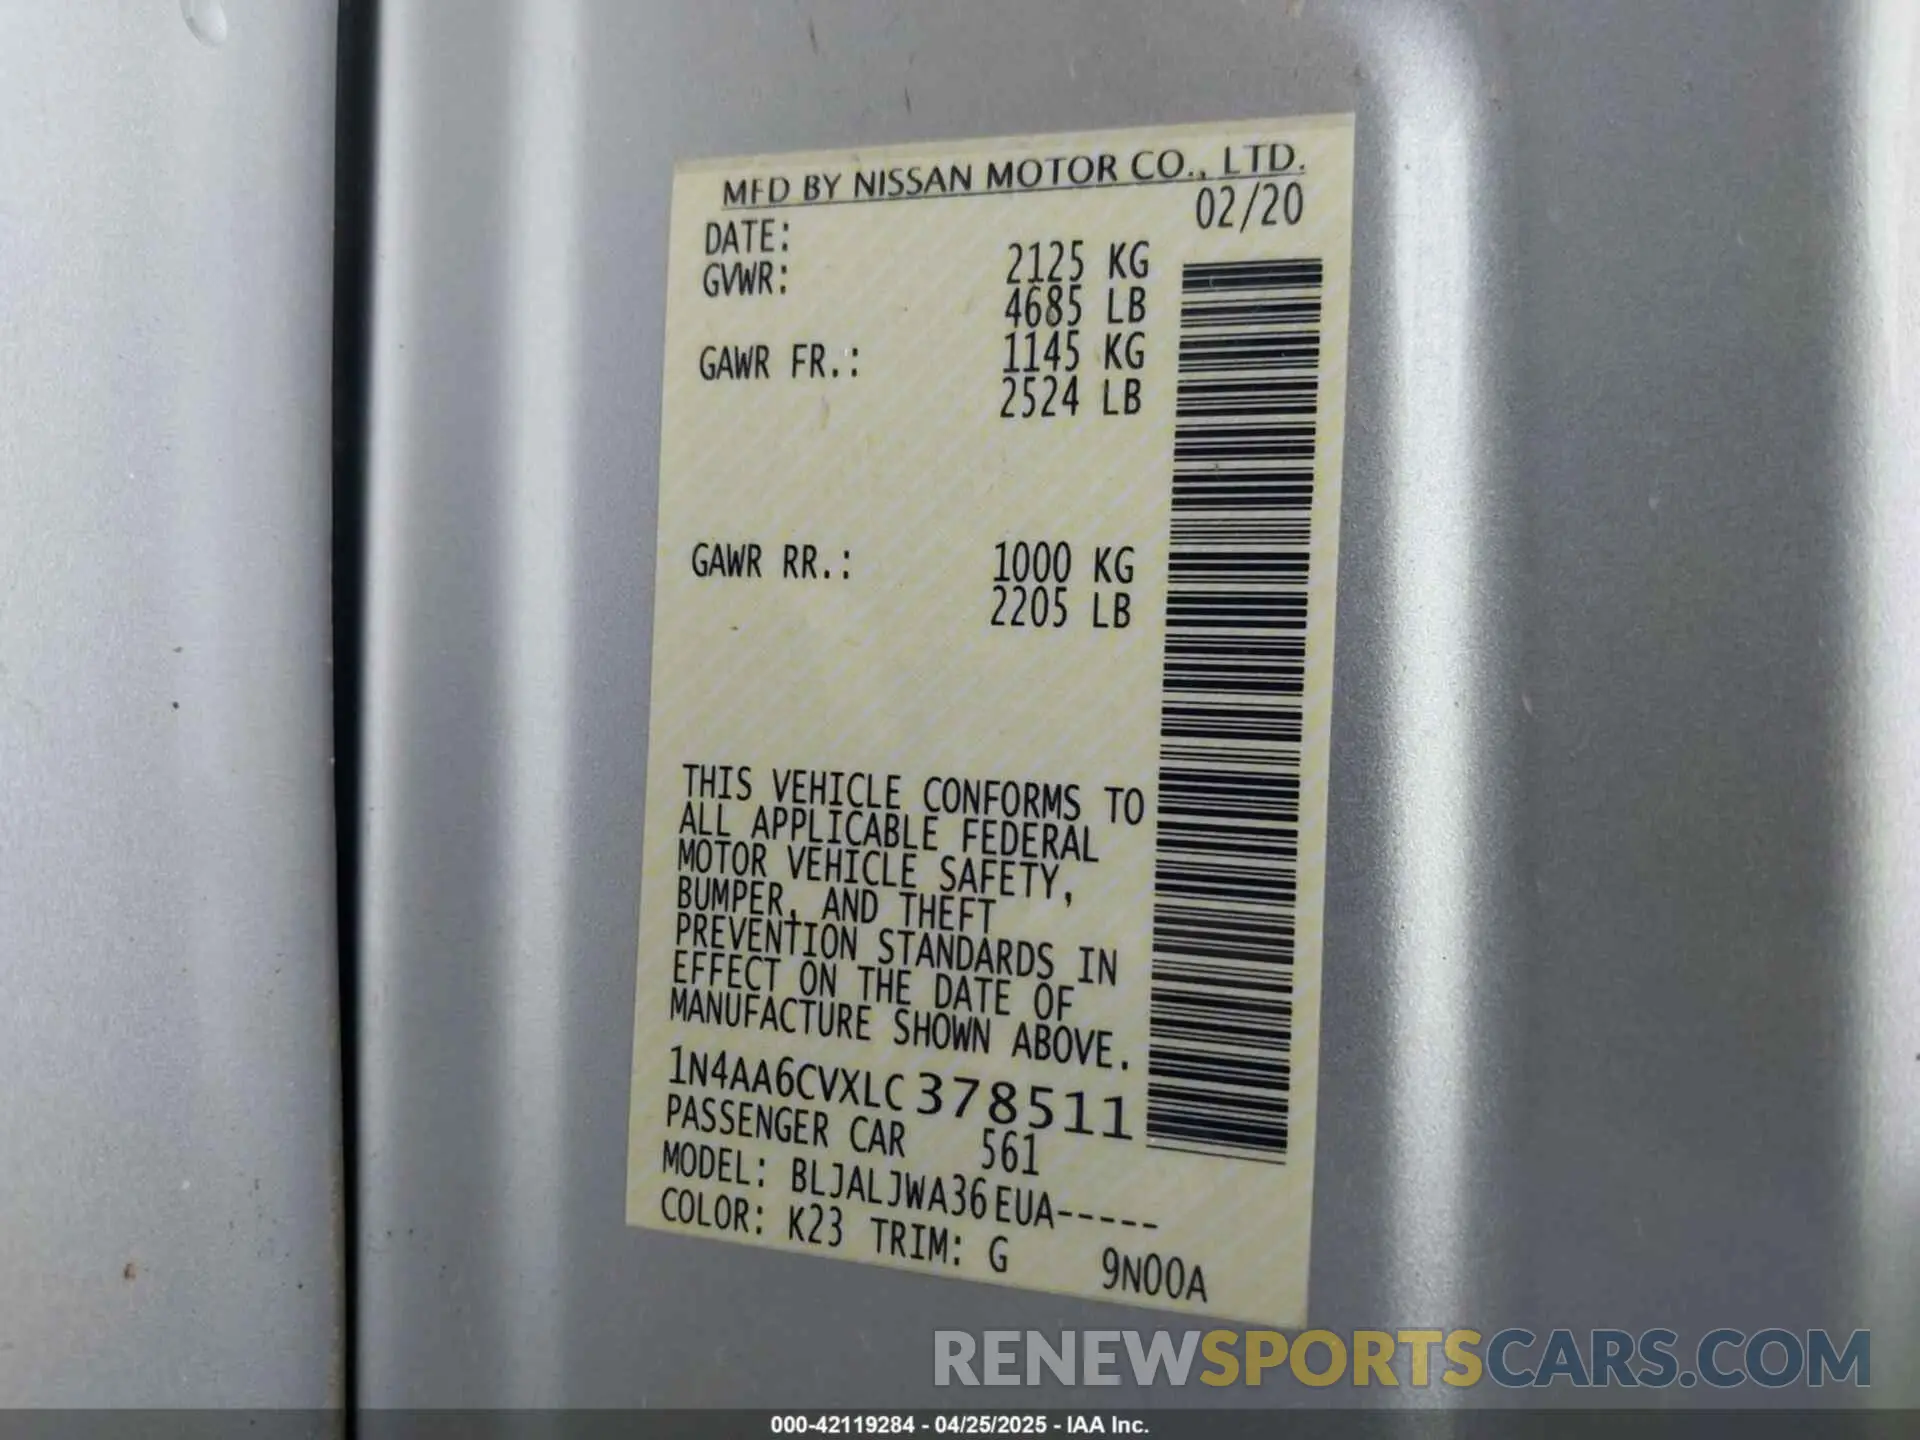 MFD BY NISSAN MOTOR CO., LTD.
DATE: 02/20
GVWR: 2125 KG
4685 LB
GAWR FR.: 1145 KG
2524 LB
GAWR RR.: 1000 KG
2205 LB
THIS VEHICLE CONFORMS TO
ALL APPLICABLE FEDERAL
MOTOR VEHICLE SAFETY,
BUMPER, AND THEFT
PREVENTION STANDARDS IN
EFFECT ON THE DATE OF
MANUFACTURE SHOWN ABOVE.
1N4AA6CVXLC378511
PASSENGER CAR 561
MODEL: BLJALJWA36EUA-----
COLOR: K23 TRIM: G 9N00A
RENEWSPORTSCARS.COM
000-42119284 - 04/25/2025 - IAA Inc.